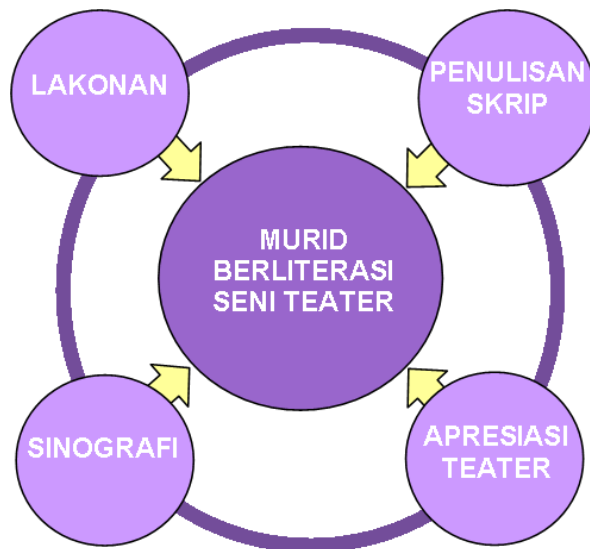 LAKONAN
PENULISAN
SKRIP
MURID
BERLITERASI
SENI TEATER
SINOGRAFI
APRESIASI
TEATER